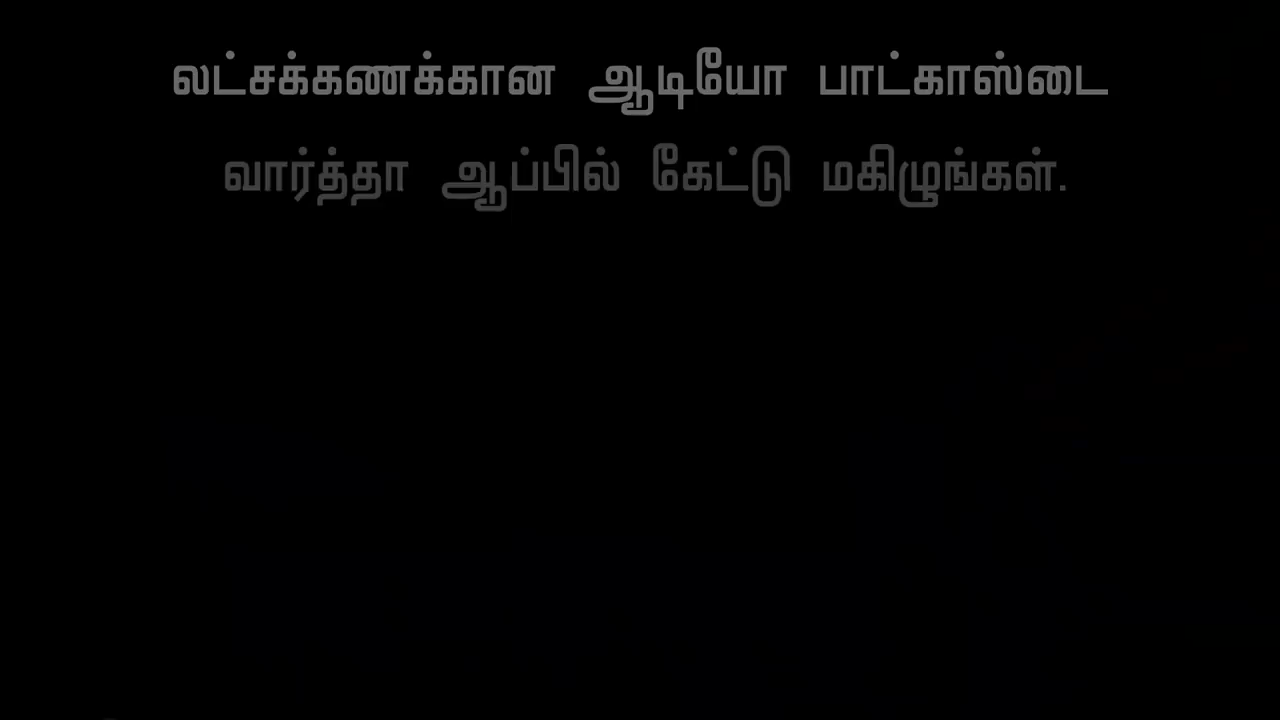 லட்சக்கணக்கான ஆடியோ பாட்காஸ்டை
வார்த்தா ஆப்பில் கேட்டு மகிழுங்கள்.